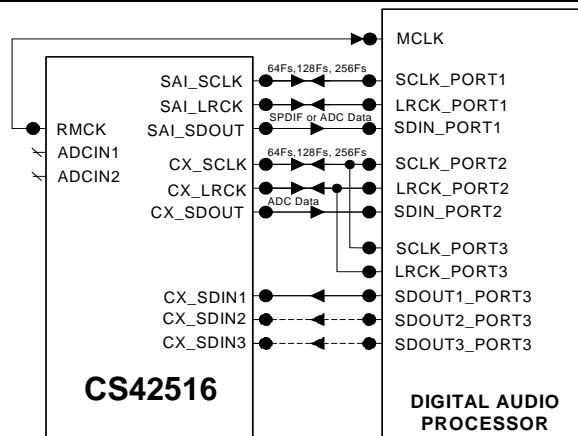 MCLK
64Fs,128Fs, 256Fs
SAI_SCLK SCLK_PORT1
SAI_LRCK LRCK_PORT1
SPDIF or ADC Data
RMCK SAI_SDOUT SDIN_PORT1
64Fs,128Fs, 256Fs
ADCIN1 CX_SCLK SCLK_PORT2
ADCIN2 CX_LRCK LRCK_PORT2
ADC Data
CX_SDOUT SDIN_PORT2
SCLK_PORT3
LRCK_PORT3
CX_SDIN1 SDOUT1_PORT3
CX_SDIN2 SDOUT2_PORT3
CX_SDIN3 SDOUT3_PORT3
CS42516
DIGITAL AUDIO
PROCESSOR